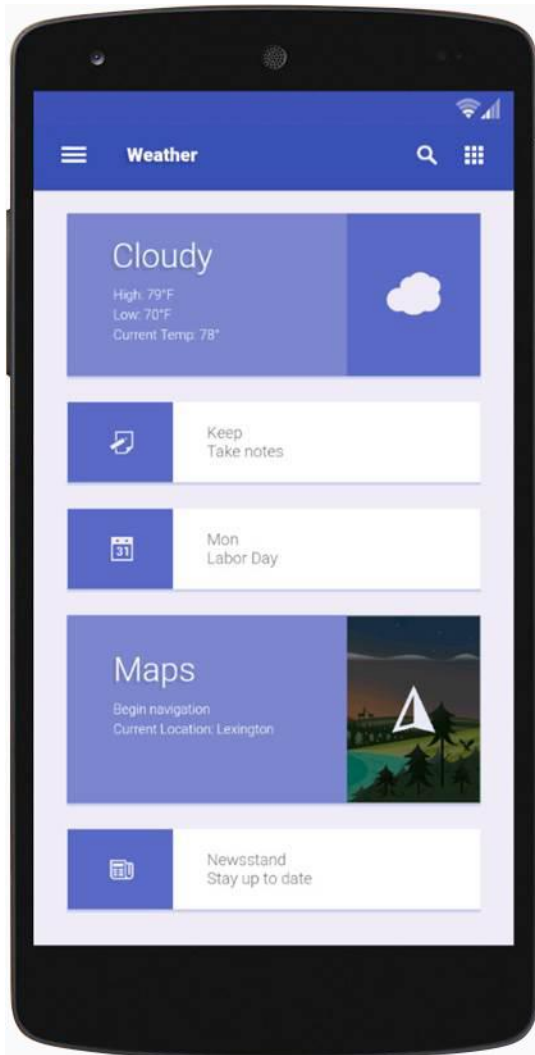 Weather
Cloudy
High: 79°F
Low: 70°F
Current Temp: 78°
Keep
Take notes
31
Mon
Labor Day
Maps
Begin navigation
Current Location: Lexington
Newsstand
Stay up to date